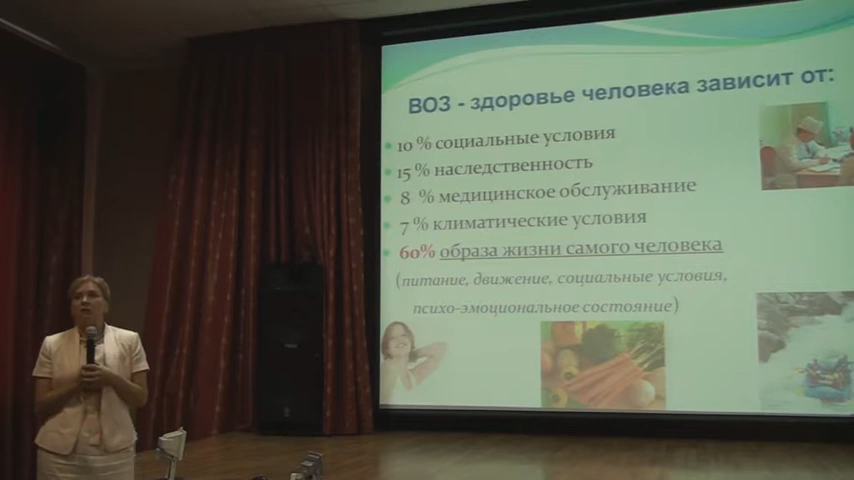 ВОЗ - здоровье человека зависит от:
10 % социальные условия
15 % наследственность
8 % медицинское обслуживание
7 % климатические условия
60% образа жизни самого человека
(питание, движение, социальные условия,
психо-эмоциональное состояние)